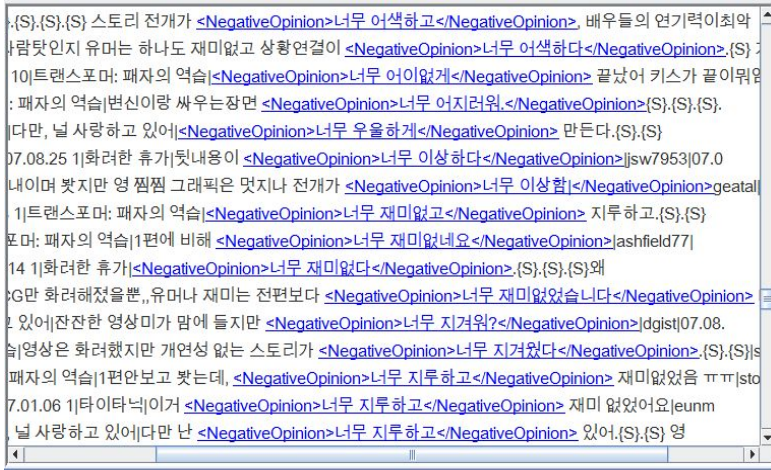 .{S}.{S}.{S} 스토리 전개가 <NegativeOpinion>너무 어색하고</NegativeOpinion>, 배우들의 연기력이최악
람탓인지 유머는 하나도 재미없고 상황연결이 <NegativeOpinion>너무 어색하다</NegativeOpinion>.{S}
10|트랜스포머: 패자의 역습|<NegativeOpinion>너무 어이없게</NegativeOpinion> 끝났어 키스가 끝이뭐임
: 패자의 역습|변신이랑 싸우는장면 <NegativeOpinion>너무 어지러워.</NegativeOpinion>{S}.{S}.{S}.
|다만, 널 사랑하고 있어|<NegativeOpinion>너무 우울하게</NegativeOpinion> 만든다.{S}.{S}
07.08.25 1|화려한 휴가|뒷내용이 <NegativeOpinion>너무 이상하다</NegativeOpinion>|jsw7953|07.0
내이며 봤지만 영 찜찜 그래픽은 멋지나 전개가 <NegativeOpinion>너무 이상함|</NegativeOpinion>geatal|
1|트랜스포머: 패자의 역습|<NegativeOpinion>너무 재미없고</NegativeOpinion> 지루하고.{S}.{S}
포머: 패자의 역습|1편에 비해 <NegativeOpinion>너무 재미없네요</NegativeOpinion>|ashfield77|
14 1|화려한 휴가|<NegativeOpinion>너무 재미없다</NegativeOpinion>.{S}.{S}.{S}왜
CG만 화려해졌을뿐,,유머나 재미는 전편보다 <NegativeOpinion>너무 재미없었습니다</NegativeOpinion>
있어|잔잔한 영상미가 맘에 들지만 <NegativeOpinion>너무 지겨워?</NegativeOpinion>|dgist|07.08.
습|영상은 화려했지만 개연성 없는 스토리가 <NegativeOpinion>너무 지겨웠다</NegativeOpinion>.{S}.{S}|s
패자의 역습|1편안보고 봣는데, <NegativeOpinion>너무 지루하고</NegativeOpinion> 재미없었음 ㅠㅠ|sto
7.01.06 1|타이타닉|이거 <NegativeOpinion>너무 지루하고</NegativeOpinion> 재미 없었어요|eunm
, 널 사랑하고 있어|다만 난 <NegativeOpinion>너무 지루하고</NegativeOpinion> 있어.{S}.{S} 영